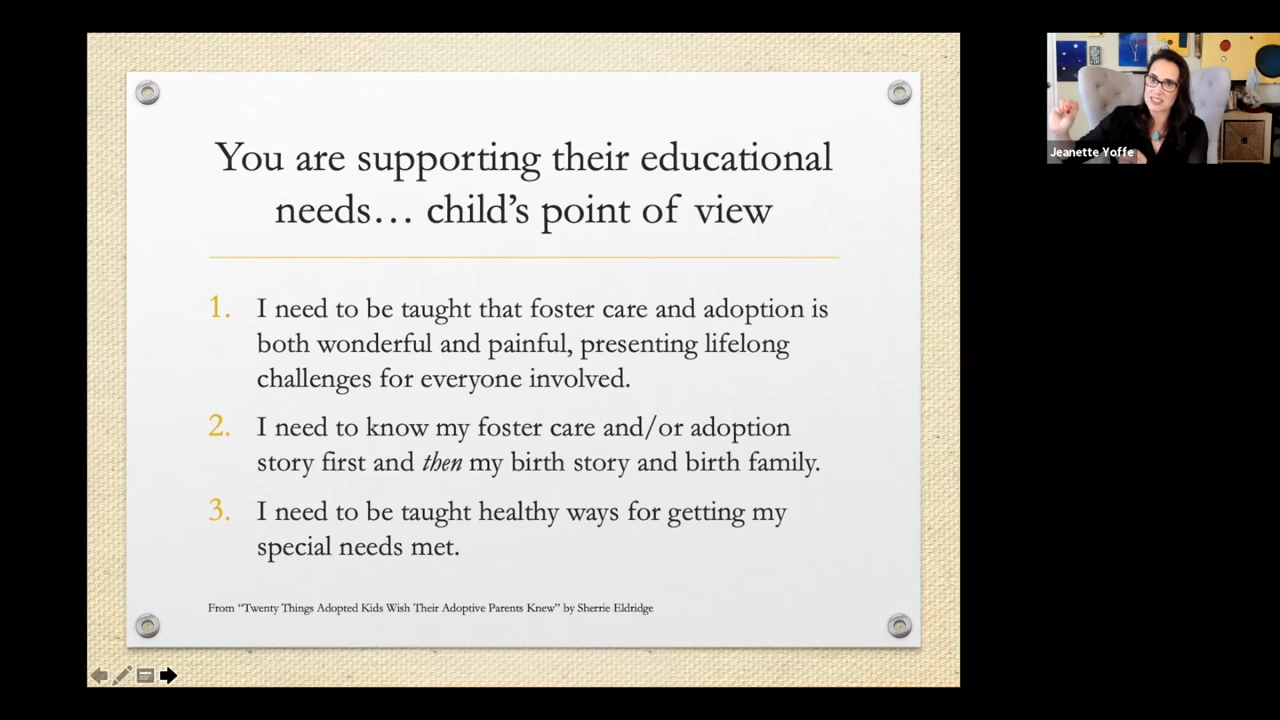 You are supporting their educational
needs… child’s point of view
1. I need to be taught that foster care and adoption is
both wonderful and painful, presenting lifelong
challenges for everyone involved.
2. I need to know my foster care and/or adoption
story first and then my birth story and birth family.
3. I need to be taught healthy ways for getting my
special needs met.
From “Twenty Things Adopted Kids Wish Their Adoptive Parents Knew” by Sherrie Eldridge
Jeanette Yoffe